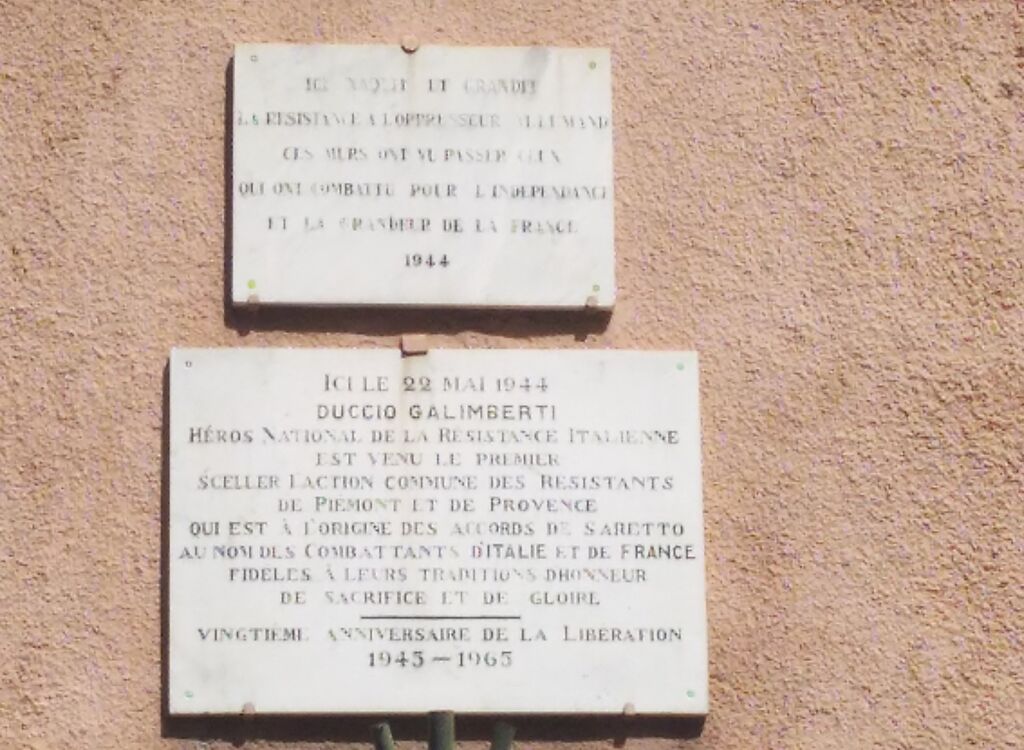 ICI NAQUIT ET GRANDIT
LA RESISTANCE A L'OPPRESSEUR ALLEMAND
CES MURS ONT VU PASSER CEUX
QUI ONT COMBATTU POUR L'INDEPENDANCE
ET LA GRANDEUR DE LA FRANCE
1944
ICI LE 22 MAI 1944
DUCCIO GALIMBERTI
HÉROS NATIONAL DE LA RESISTANCE ITALIENNE
EST VENU LE PREMIER
SCELLER L'ACTION COMMUNE DES RESISTANTS
DE PIEMONT ET DE PROVENCE
QUI EST À L'ORIGINE DES ACCORDS DE SARETTO
AU NOM DES COMBATTANTS D'ITALIE ET DE FRANCE
FIDELES À LEURS TRADITIONS D'HONNEUR
DE SACRIFICE ET DE GLOIRE
VINGTIÈME ANNIVERSAIRE DE LA LIBERATION
1945 – 1965